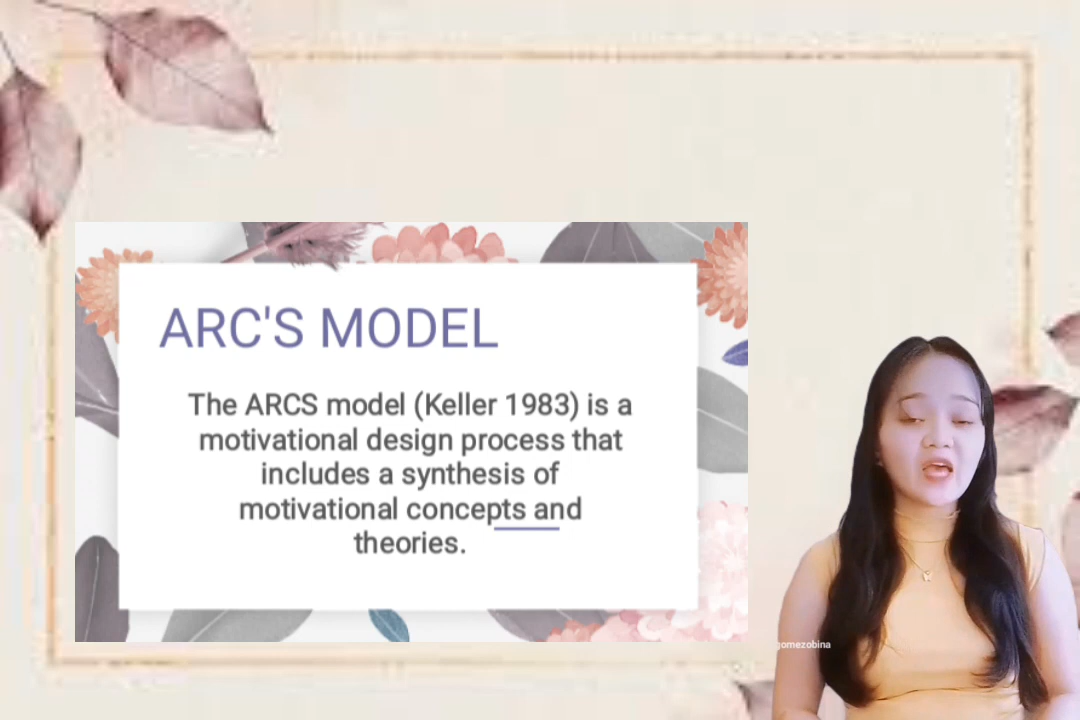 ARC'S MODEL
The ARCS model (Keller 1983) is a
motivational design process that
includes a synthesis of
motivational concepts and
theories.
gomezobina